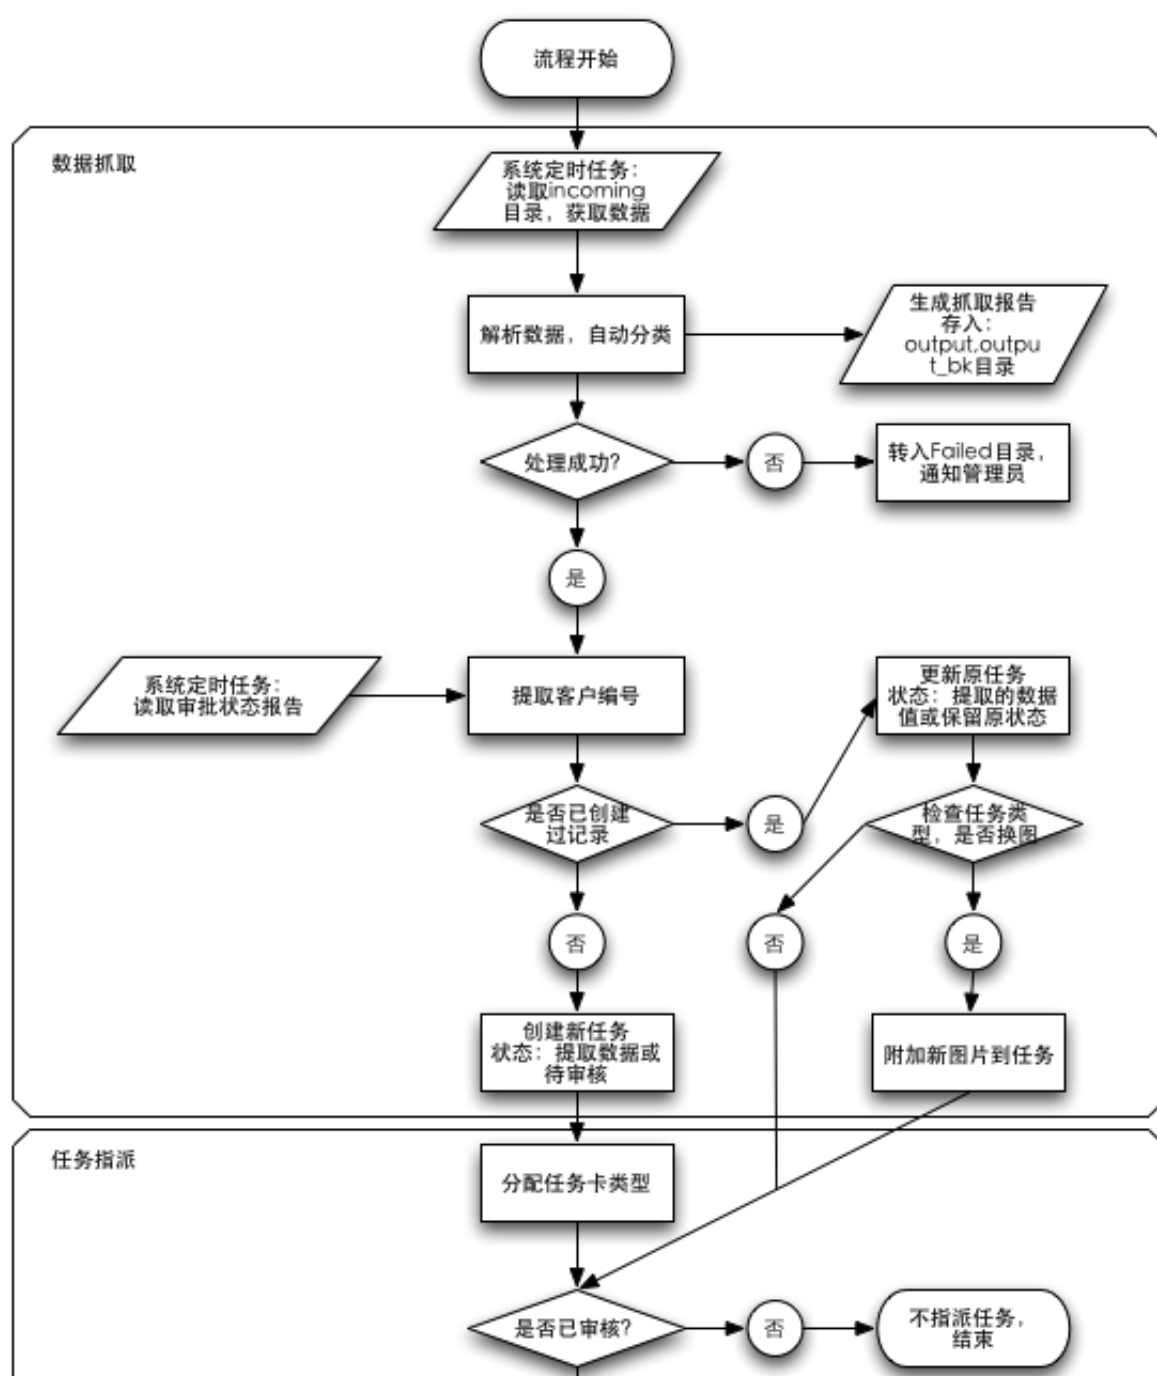 流程开始
数据抓取
系统定时任务：
读取incoming
目录，获取数据
解析数据，自动分类
生成抓取报告
存入：
output,outpu
t_bk目录
处理成功？
否
转入Failed目录，
通知管理员
是
系统定时任务：
读取审批状态报告
提取客户编号
更新原任务
状态：提取的数据
值或保留原状态
是否已创建
过记录
是
检查任务类
型，是否换图
否
否
是
创建新任务
状态：提取数据或
待审核
附加新图片到任务
任务指派
分配任务卡类型
是否已审核？
否
不指派任务，
结束